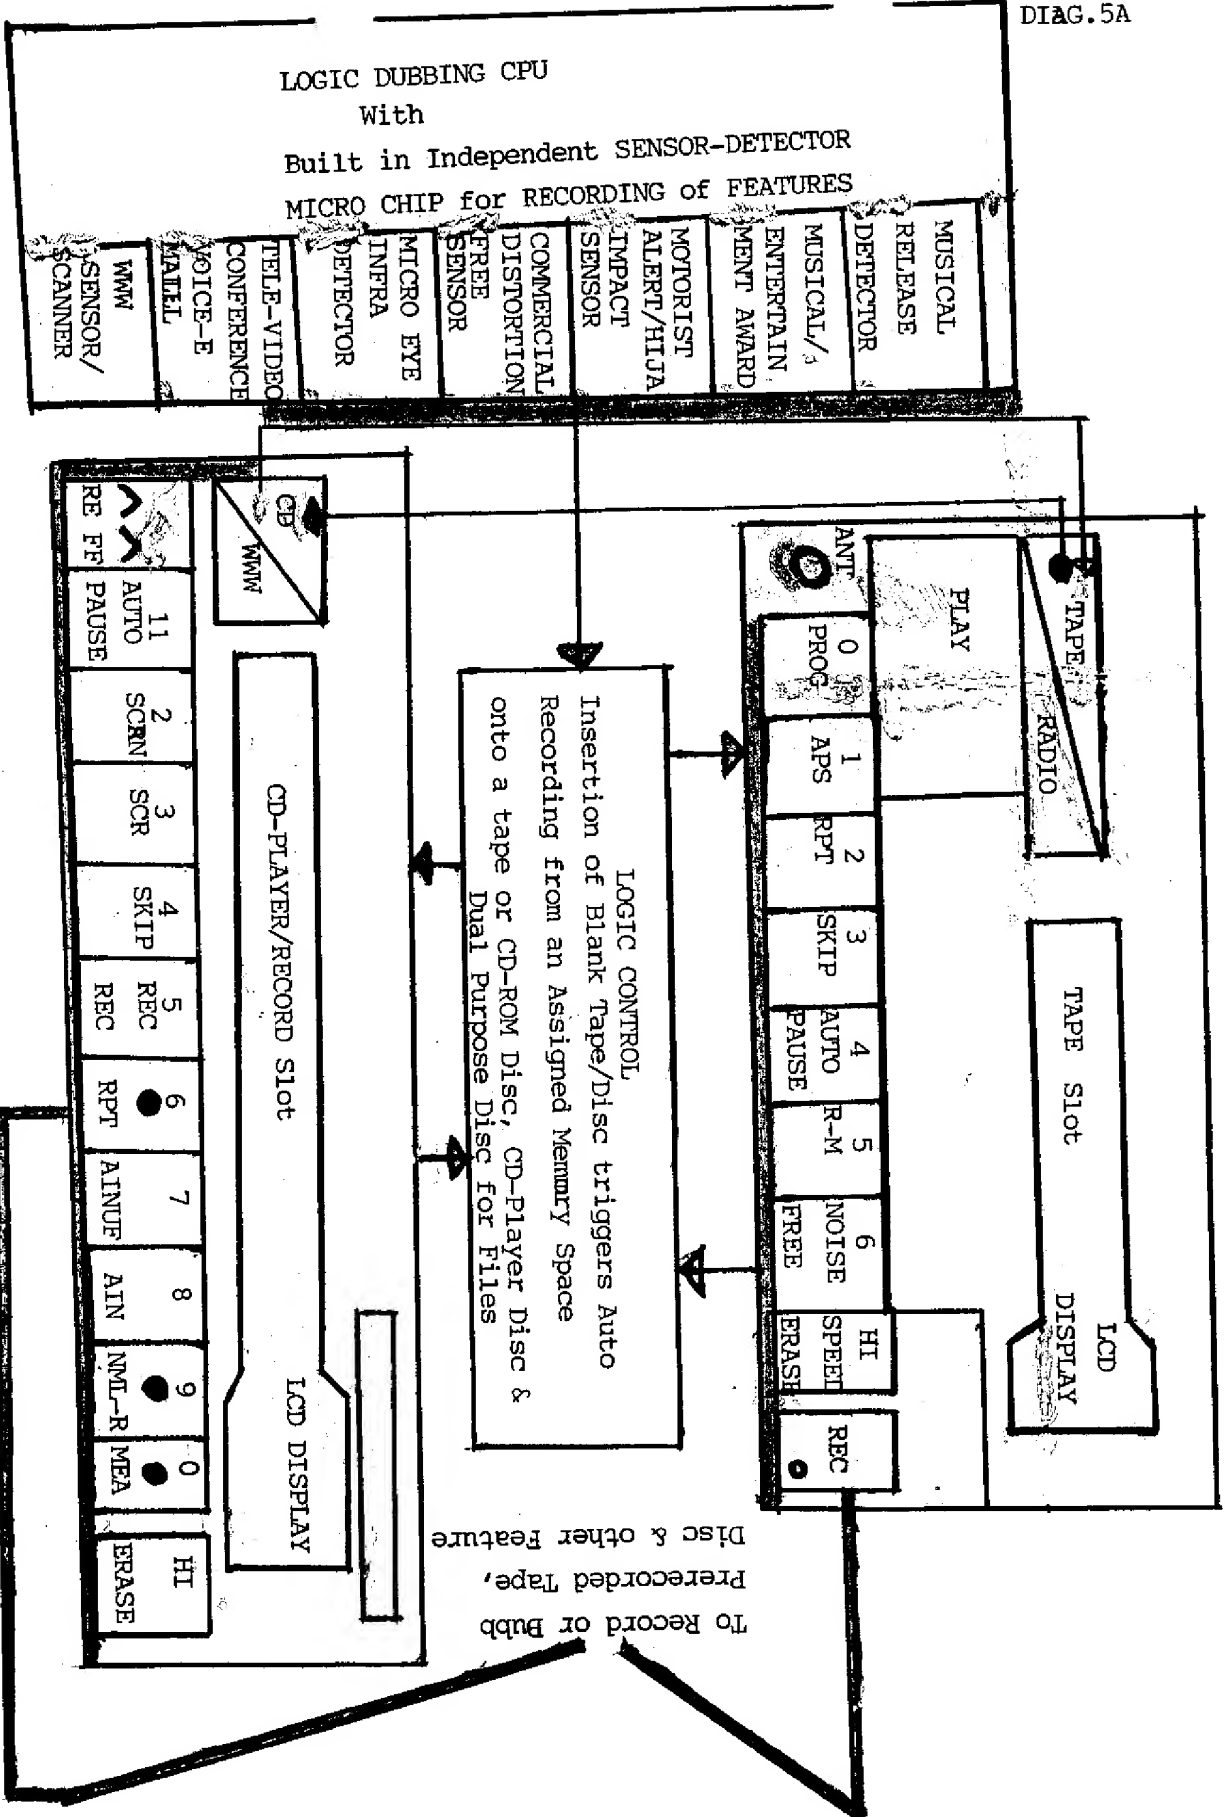 DIAG.5A
LOGIC DUBBING CPU
With
Built in Independent SENSOR-DETECTOR
MICRO CHIP for RECORDING of FEATURES
MUSICAL
RELEASE
DETECTOR
MUSICAL/
ENTERTAIN
MENT AWARD
MOTORIST
ALERT/HIJA
IMPACT
SENSOR
COMMERCIAL
DISTORTION
FREE
SENSOR
MICRO EYE
INFRA
DETECTOR
TELE-VIDEO
CONFERENCE
VOICE-E
WWW
SENSOR/
SCANNER
TAPE
RADIO
TAPE Slot
LCD
DISPLAY
PLAY
ANT
0
PROG
1
APS
2
RPT
3
SKIP
4
AUTO
PAUSE
5
R-M
6
NOISE
FREE
HI
SPEED
ERASE
REC
LOGIC CONTROL
Insertion of Blank Tape/Disc triggers Auto
Recording from an Assigned Memmry Space
onto a tape or CD-ROM Disc, CD-Player Disc &
Dual Purpose Disc for Files
CD
WWW
CD-PLAYER/RECORD Slot
LCD DISPLAY
RE FF
11
AUTO
PAUSE
2
SCRN
3
SCR
4
SKIP
5
REC
REC
6
RPT
7
AINUF
8
AIN
9
NML-R
0
MEA
HI
ERASE
To Record or Bubb
Prerecorded Tape,
Disc & other Feature